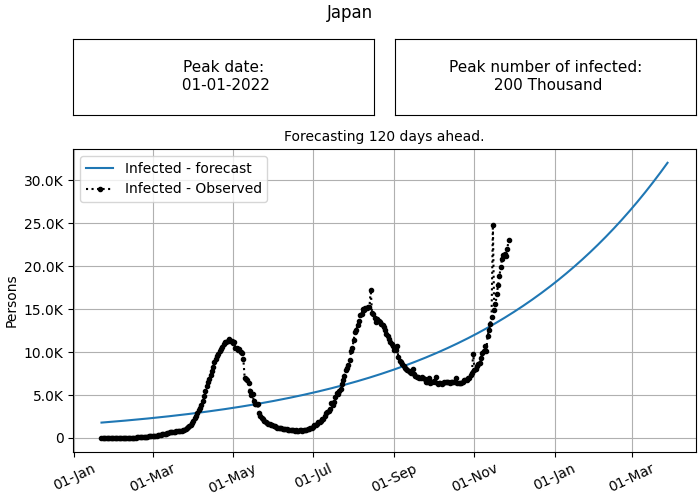 Japan
Peak date:
01-01-2022
Peak number of infected:
200 Thousand
Forecasting 120 days ahead.
Infected - forecast
Infected - Observed
30.0K
25.0K
20.0K
15.0K
10.0K
5.0K
0
Persons
01-Jan
01-Mar
01-May
01-Jul
01-Sep
01-Nov
01-Jan
01-Mar